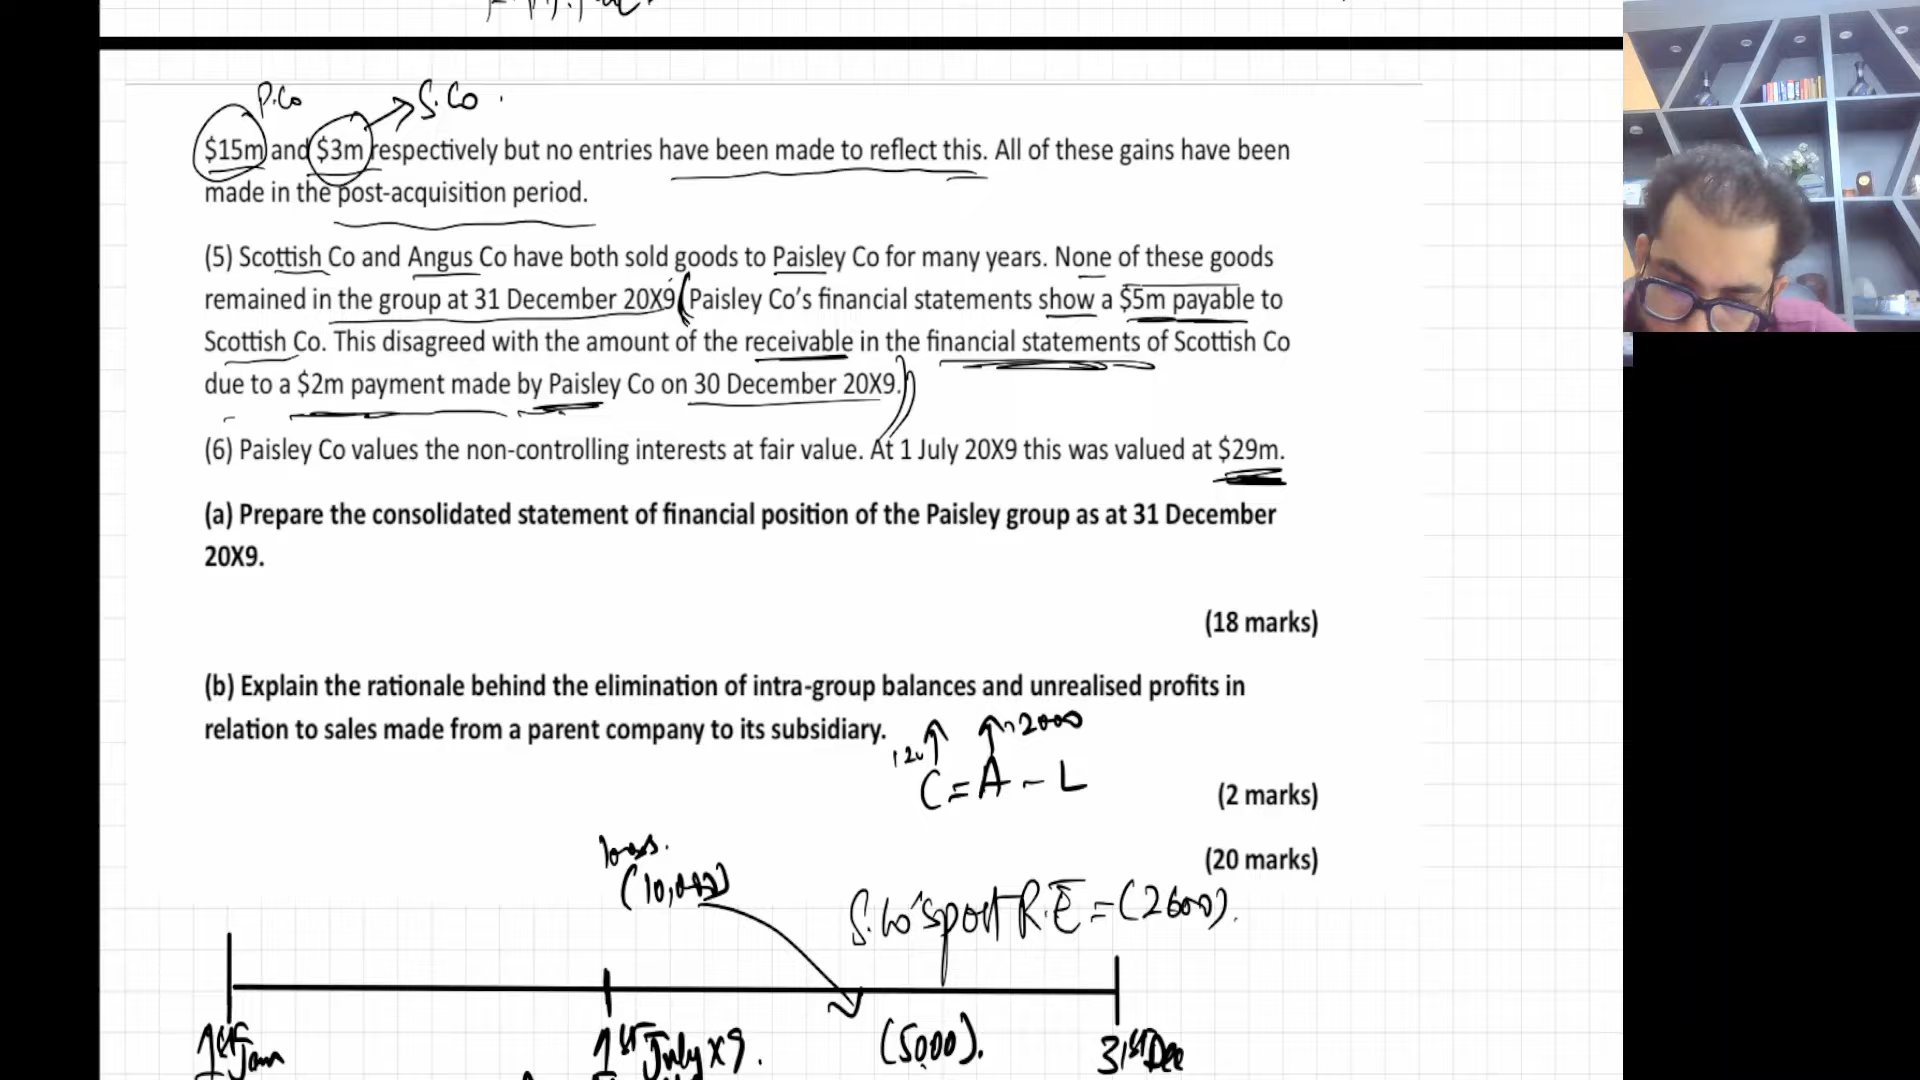 P.Co
S.Co
$15m and $3m respectively but no entries have been made to reflect this. All of these gains have been
made in the post-acquisition period.
(5) Scottish Co and Angus Co have both sold goods to Paisley Co for many years. None of these goods
remained in the group at 31 December 20X9. Paisley Co’s financial statements show a $5m payable to
Scottish Co. This disagreed with the amount of the receivable in the financial statements of Scottish Co
due to a $2m payment made by Paisley Co on 30 December 20X9.
(6) Paisley Co values the non-controlling interests at fair value. At 1 July 20X9 this was valued at $29m.
(a) Prepare the consolidated statement of financial position of the Paisley group as at 31 December
20X9.
(18 marks)
(b) Explain the rationale behind the elimination of intra-group balances and unrealised profits in
relation to sales made from a parent company to its subsidiary.
2000
C = A - L
(2 marks)
(20 marks)
loss.
S.Co's post R.E = (2600).
1st Jan
1st July x9.
(5000).
31st Dec